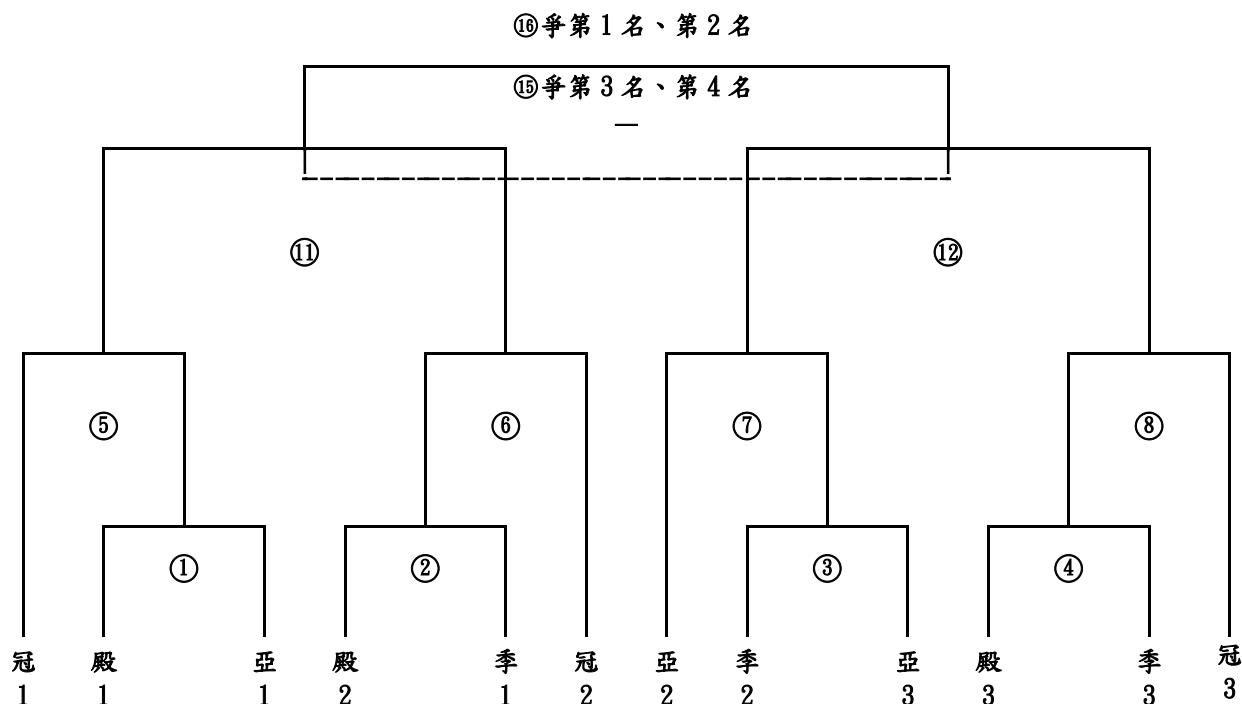 ⑯爭第1名、第2名
⑮爭第3名、第4名
⑪ ⑫
⑤ ⑥ ⑦ ⑧
① ② ③ ④
冠 殿 亞 殿 季 冠 亞 季 亞 殿 季 冠
1 1 1 2 1 2 2 2 3 3 3 3